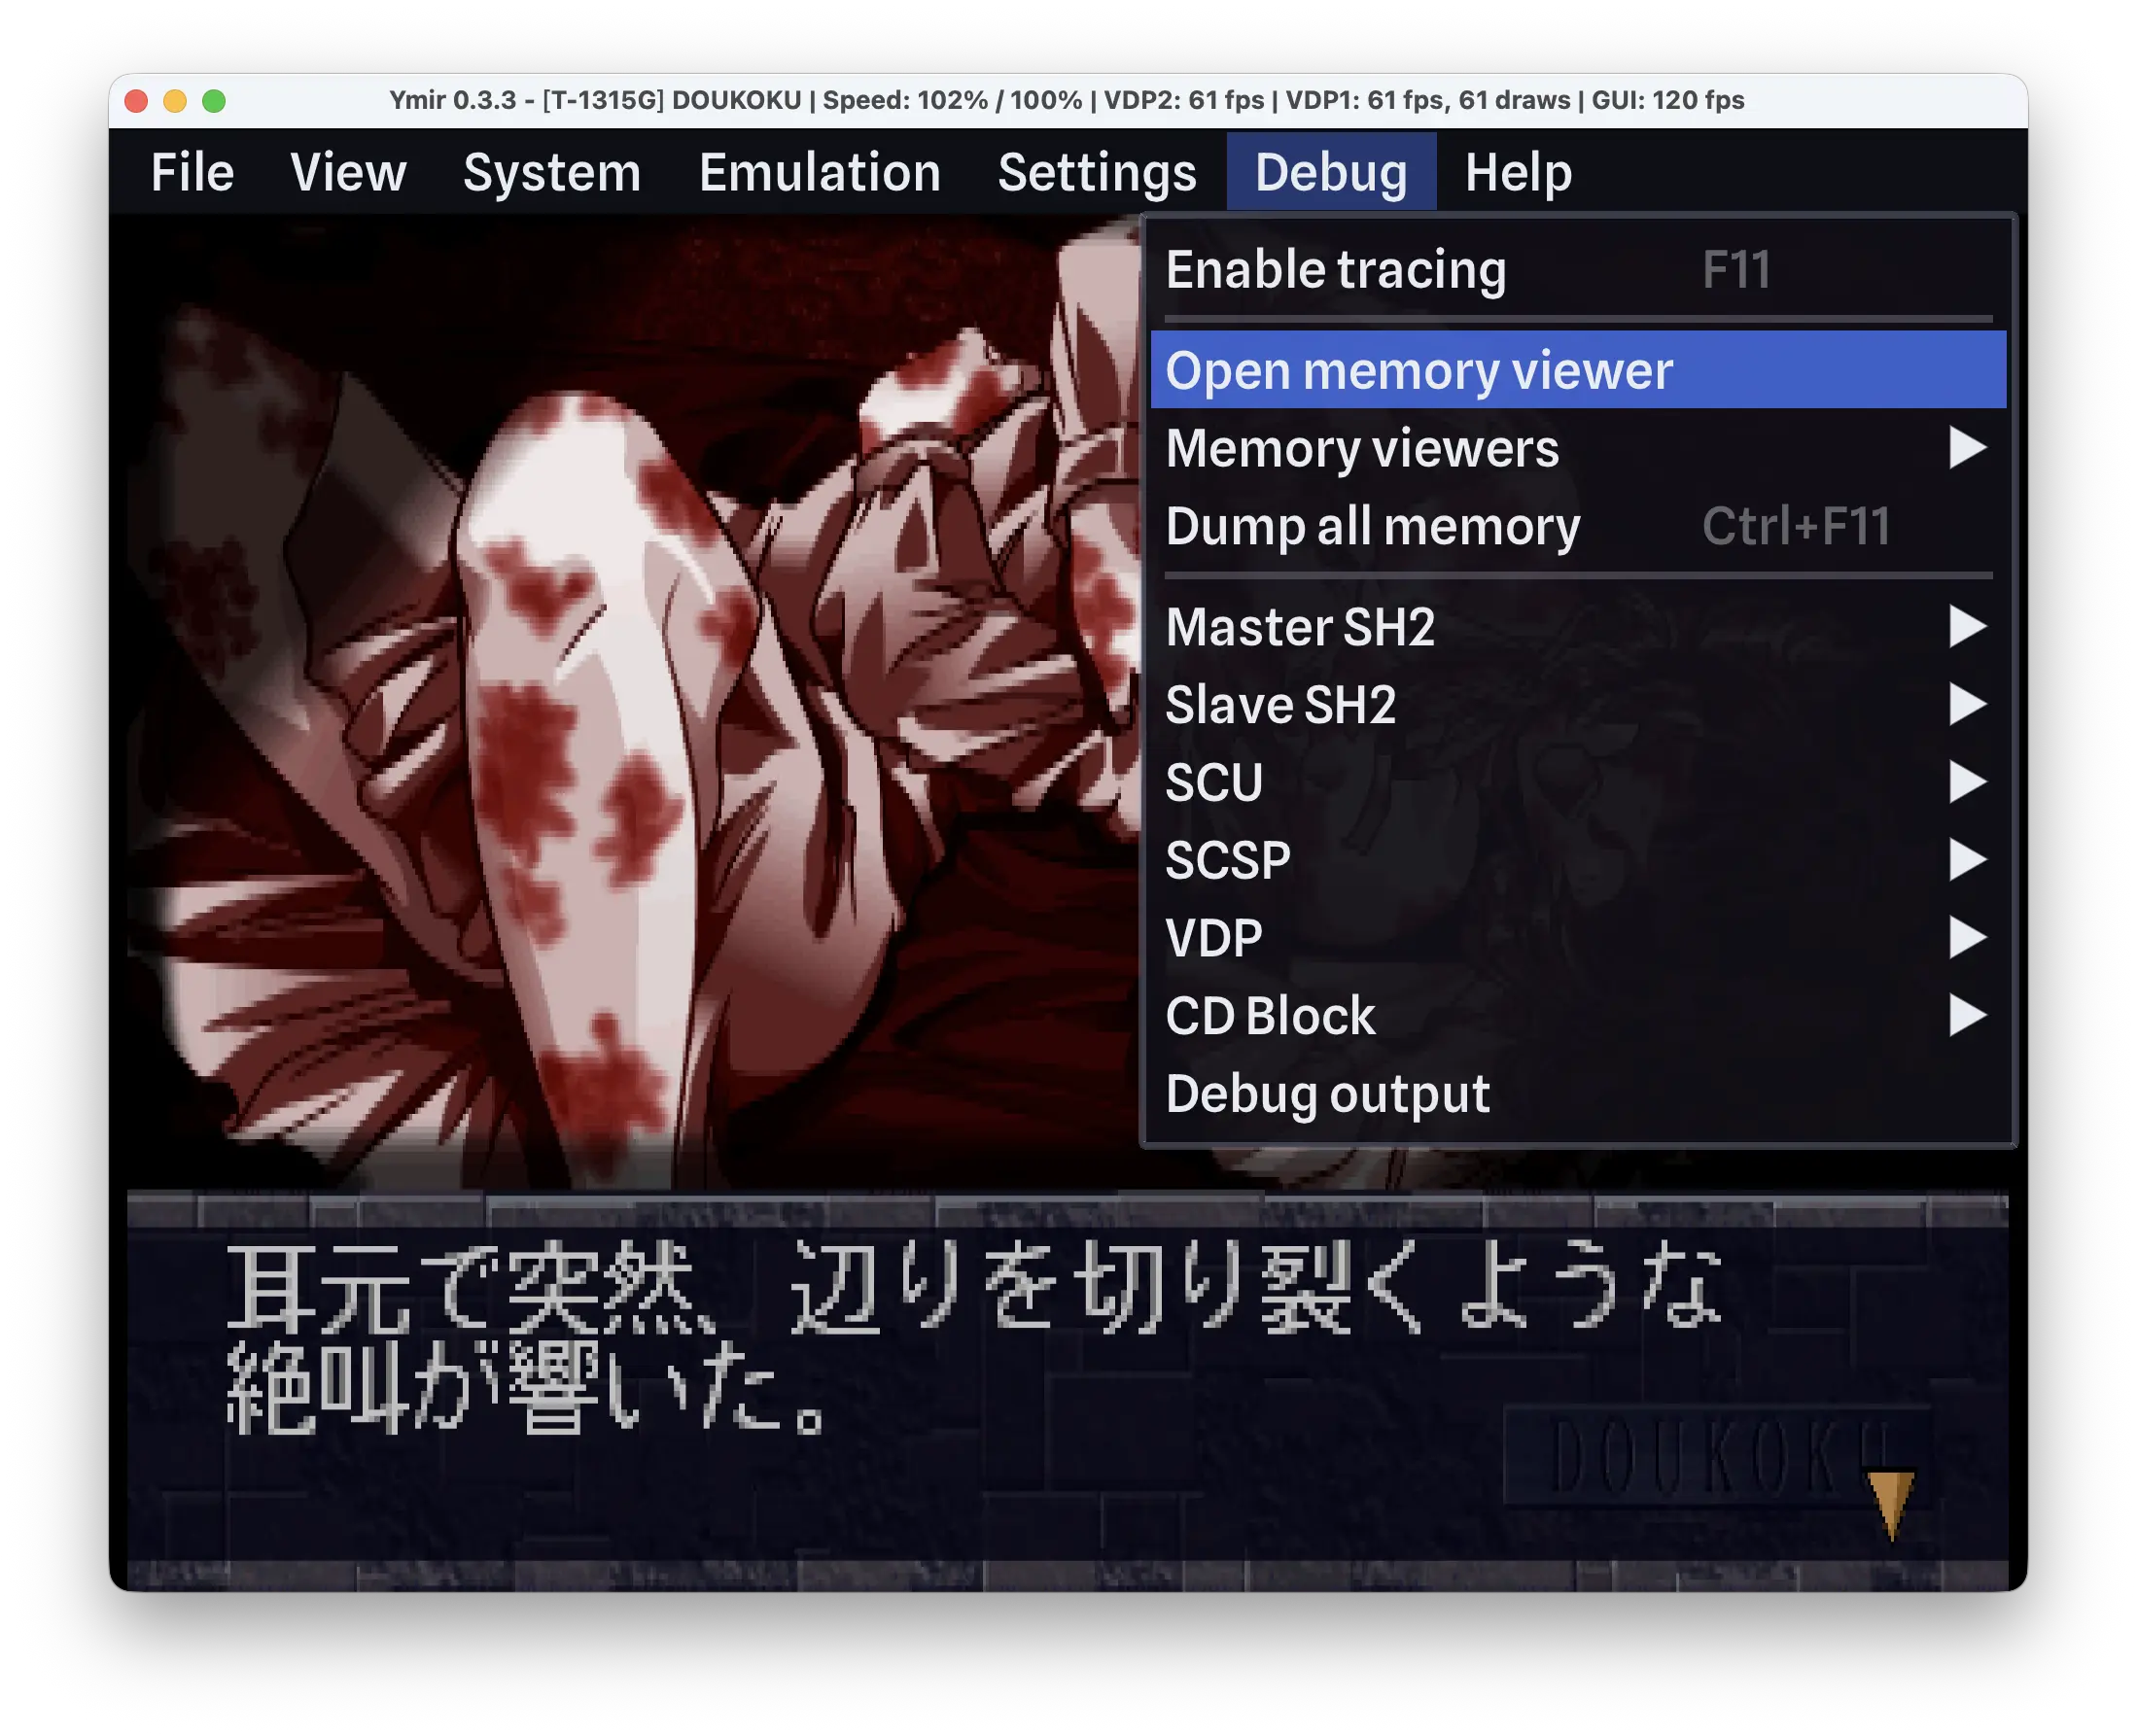 Ymir 0.3.3 - [T-1315G] DOUKOKU | Speed: 102% / 100% | VDP2: 61 fps | VDP1: 61 fps, 61 draws | GUI: 120 fps
File View System Emulation Settings Debug Help
Enable tracing F11
Open memory viewer
Memory viewers
Dump all memory Ctrl+F11
Master SH2
Slave SH2
SCU
SCSP
VDP
CD Block
Debug output
耳元で突然、辺りを切り裂くような
絶叫が響いた。
DOUKOKU